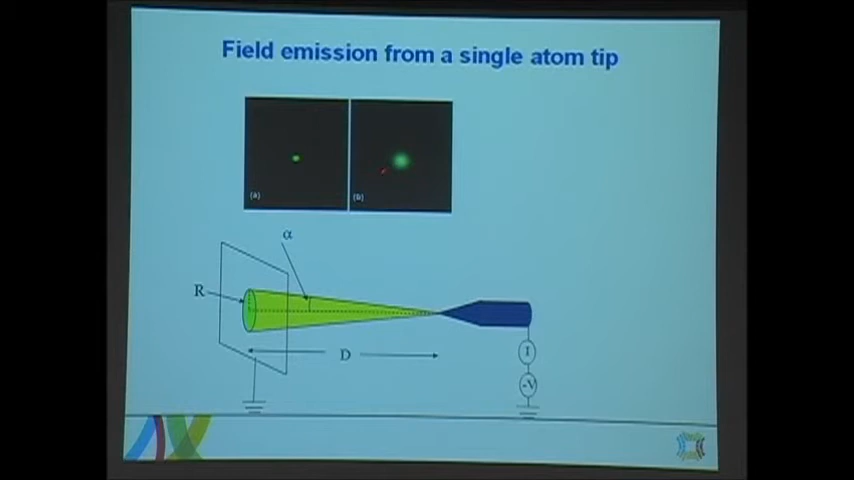 Field emission from a single atom tip
(a)
(b)
α
R
D
I
-V